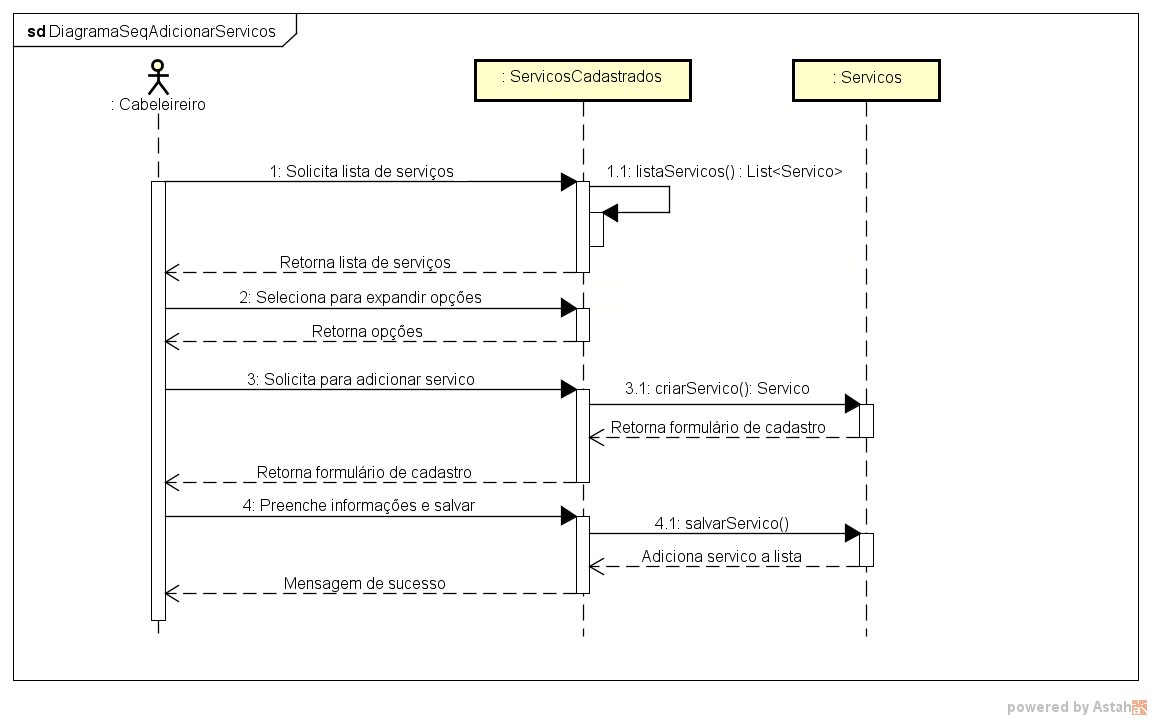 sd DiagramaSeqAdicionarServicos
: Cabeleireiro
: ServicosCadastrados
: Servicos
1: Solicita lista de serviços
1.1: listaServicos() : List<Servico>
Retorna lista de serviços
2: Seleciona para expandir opções
Retorna opções
3: Solicita para adicionar servico
3.1: criarServico(): Servico
Retorna formulário de cadastro
Retorna formulário de cadastro
4: Preenche informações e salvar
4.1: salvarServico()
Adiciona servico a lista
Mensagem de sucesso
powered by Astah